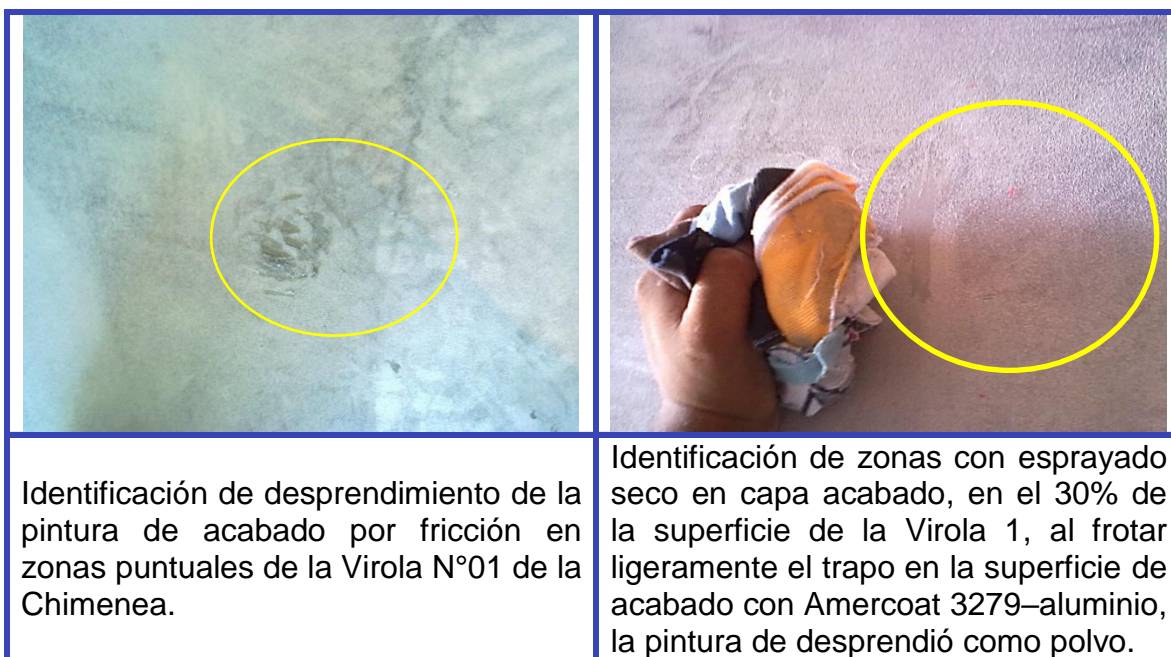 Identificación de desprendimiento de la
pintura de acabado por fricción en
zonas puntuales de la Virola N°01 de la
Chimenea.
Identificación de zonas con esprayado
seco en capa acabado, en el 30% de
la superficie de la Virola 1, al frotar
ligeramente el trapo en la superficie de
acabado con Amercoat 3279–aluminio,
la pintura de desprendió como polvo.